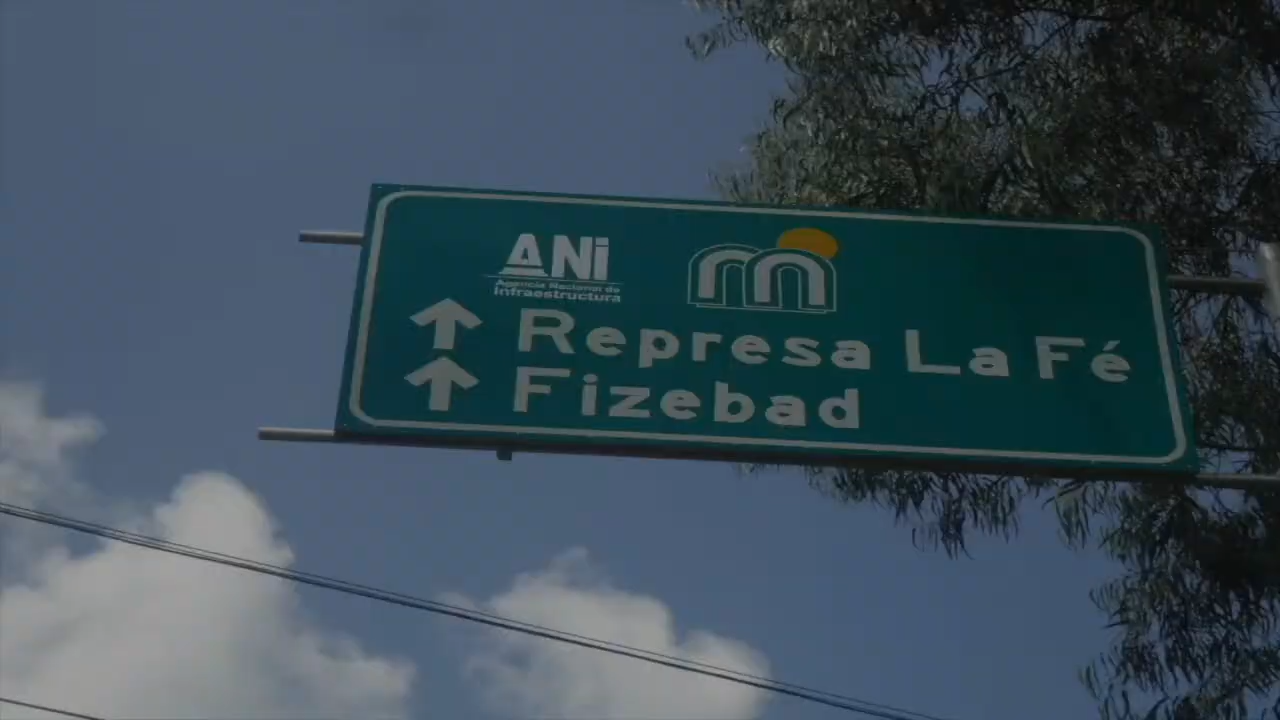 ANi
Agencia Nacional de
Infraestructura
Represa La Fé
Fizebad